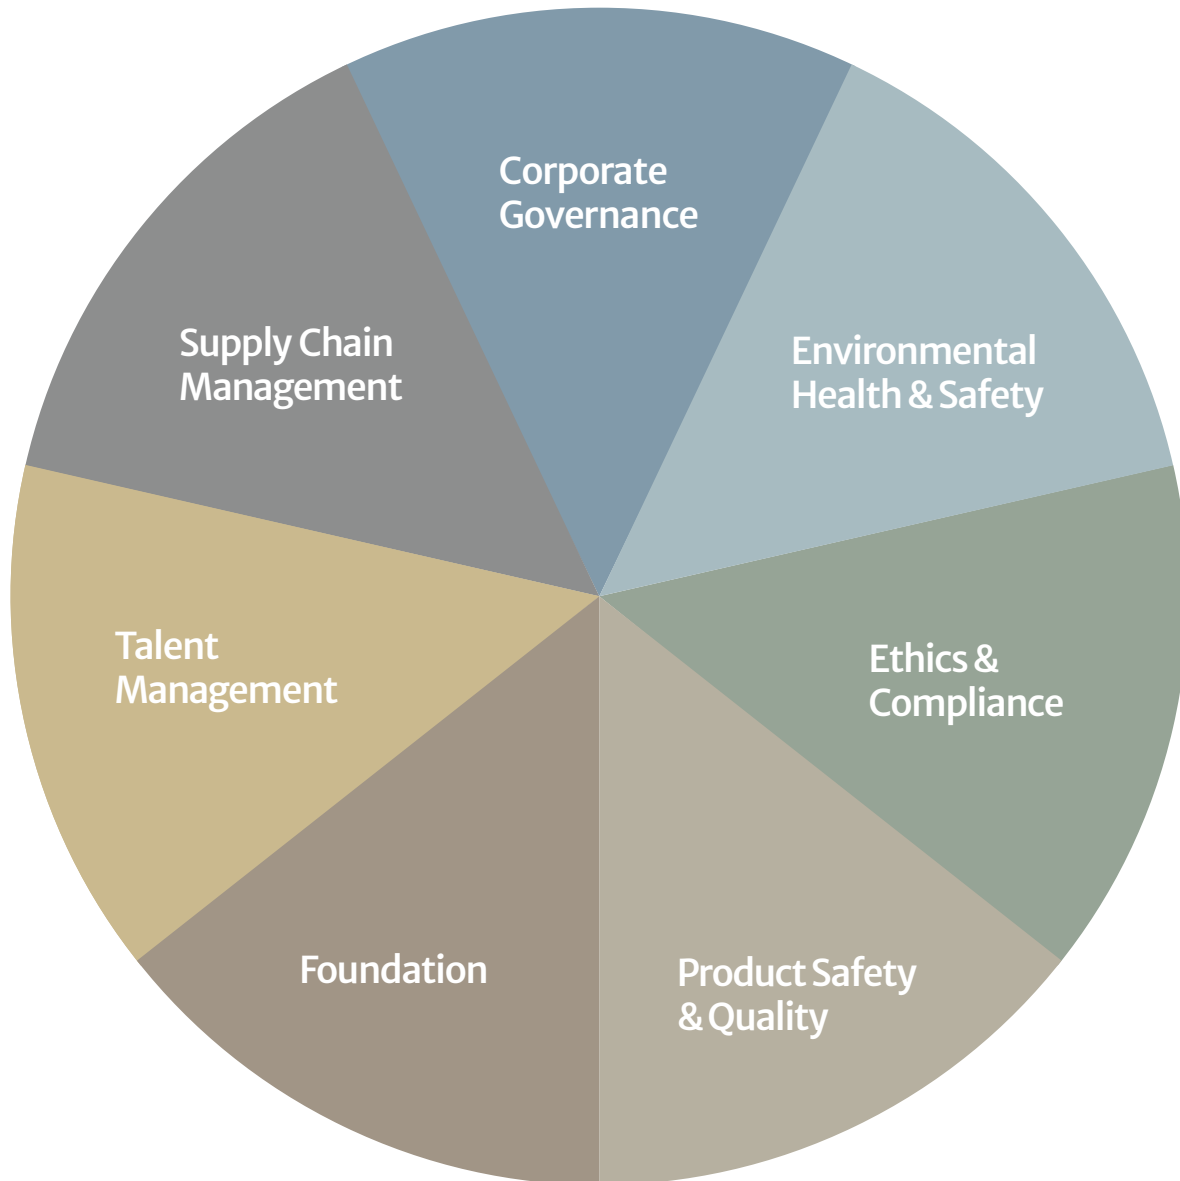 Corporate
Governance
Environmental
Health & Safety
Ethics &
Compliance
Product Safety
& Quality
Foundation
Talent
Management
Supply Chain
Management